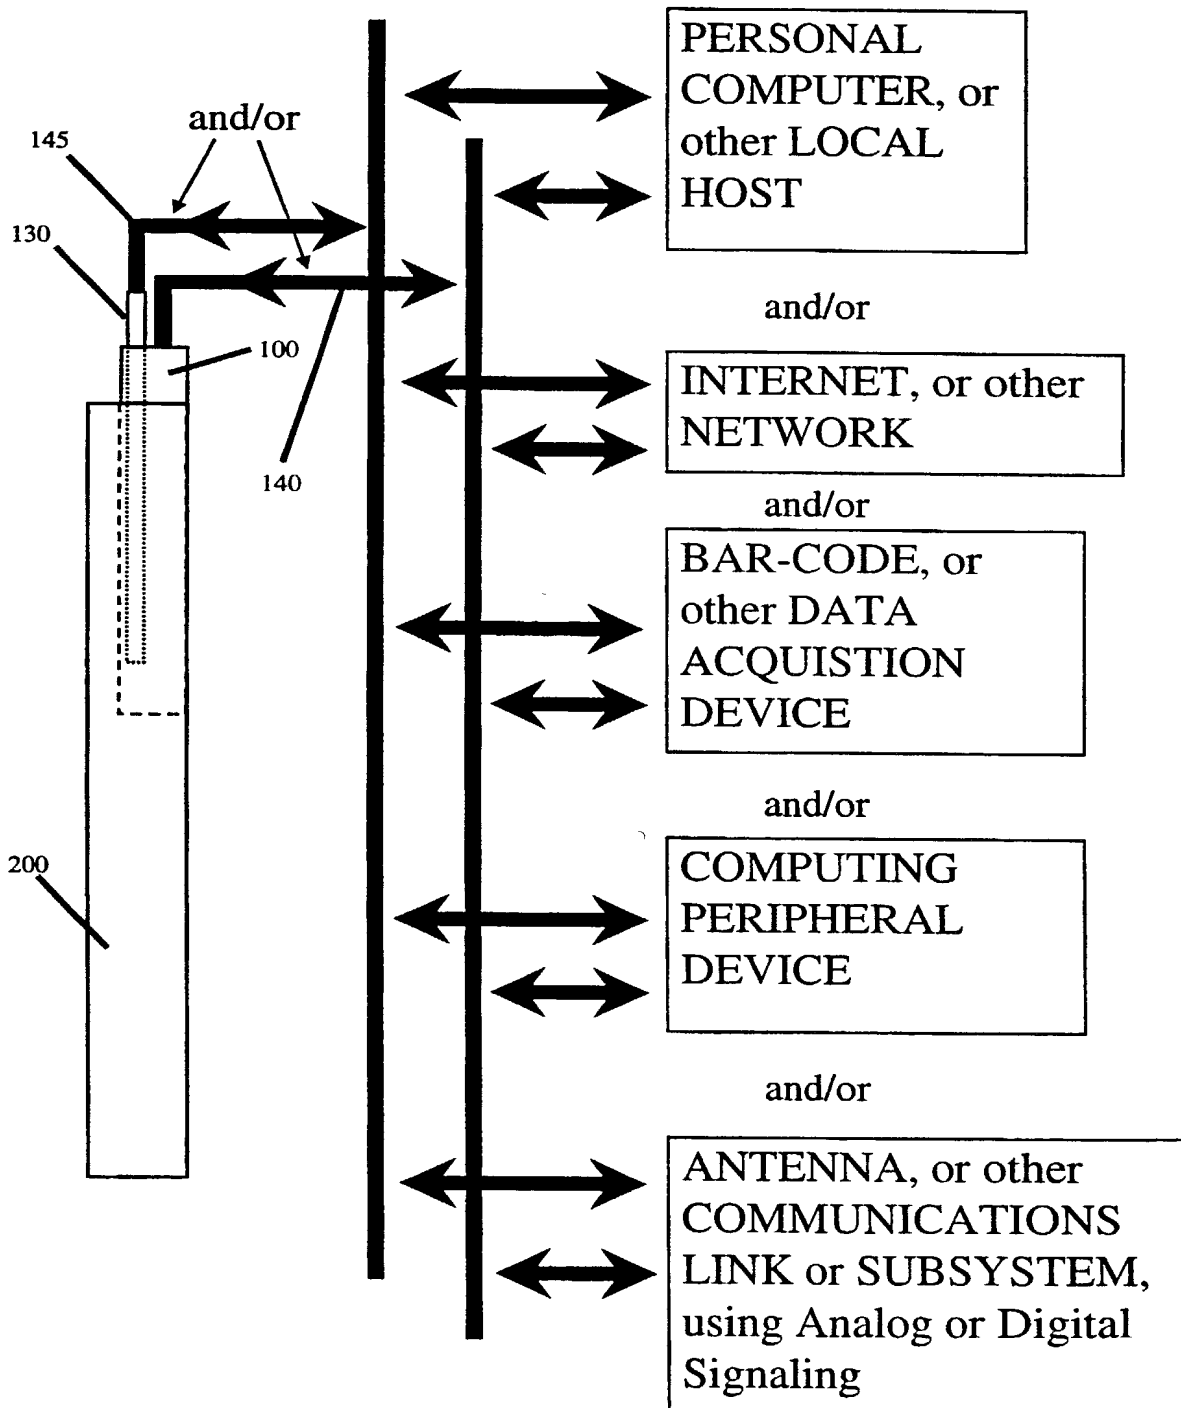 and/or
145
130
100
140
200
PERSONAL
COMPUTER, or
other LOCAL
HOST
and/or
INTERNET, or other
NETWORK
and/or
BAR-CODE, or
other DATA
ACQUISTION
DEVICE
and/or
COMPUTING
PERIPHERAL
DEVICE
and/or
ANTENNA, or other
COMMUNICATIONS
LINK or SUBSYSTEM,
using Analog or Digital
Signaling